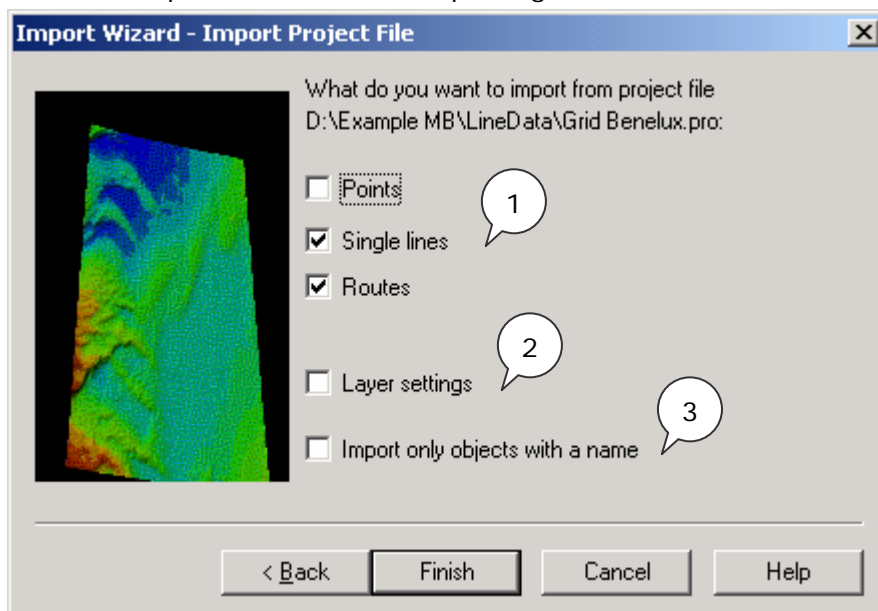 Import Wizard - Import Project File
What do you want to import from project file
D:\Example MB\LineData\Grid Benelux.pro:
Points
1
Single lines
Routes
2
Layer settings
3
Import only objects with a name
< Back
Finish
Cancel
Help